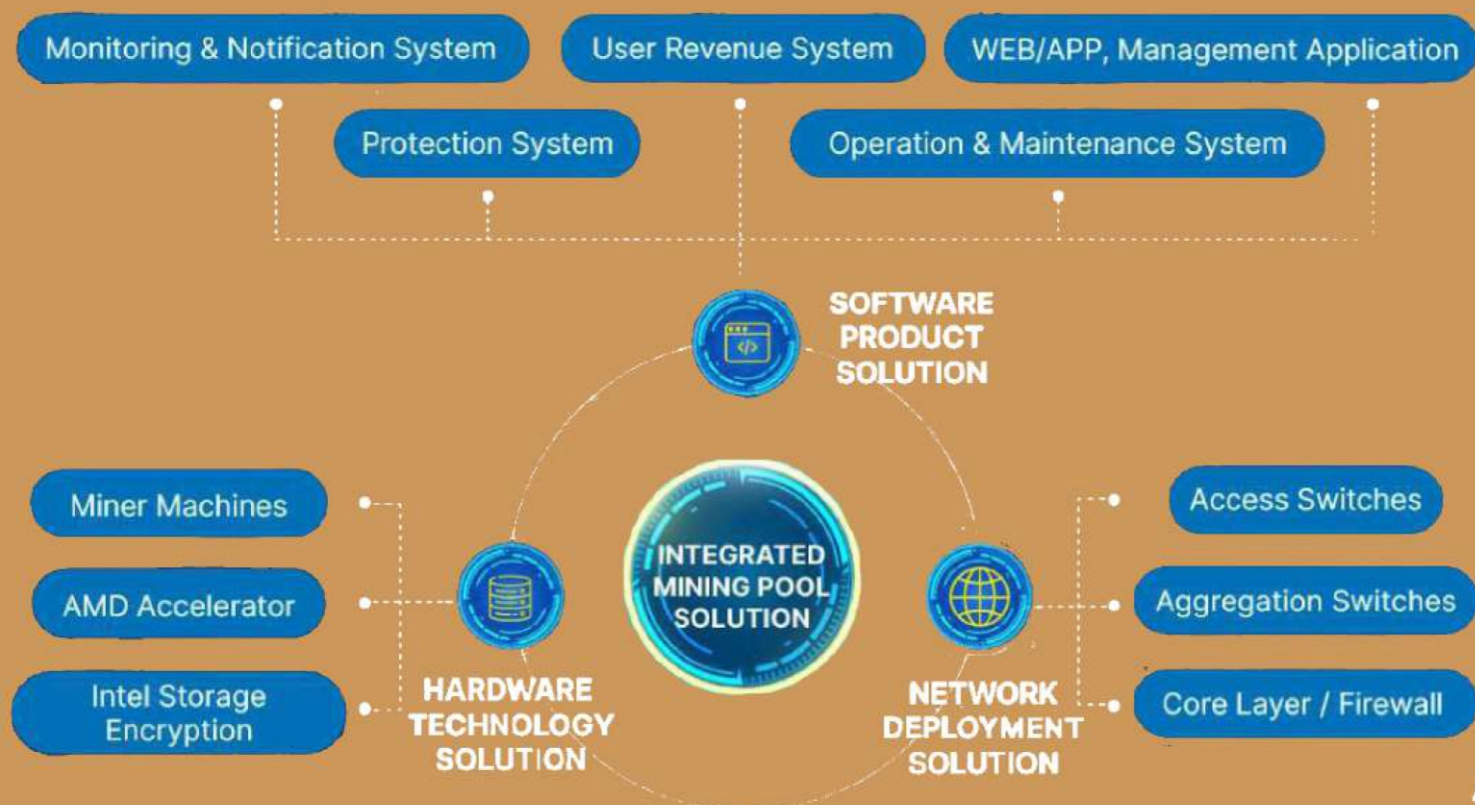 Monitoring & Notification System
User Revenue System
WEB/APP, Management Application
Protection System
Operation & Maintenance System
SOFTWARE
PRODUCT
SOLUTION
Miner Machines
AMD Accelerator
Intel Storage
Encryption
HARDWARE
TECHNOLOGY
SOLUTION
INTEGRATED
MINING POOL
SOLUTION
Access Switches
Aggregation Switches
Core Layer / Firewall
NETWORK
DEPLOYMENT
SOLUTION